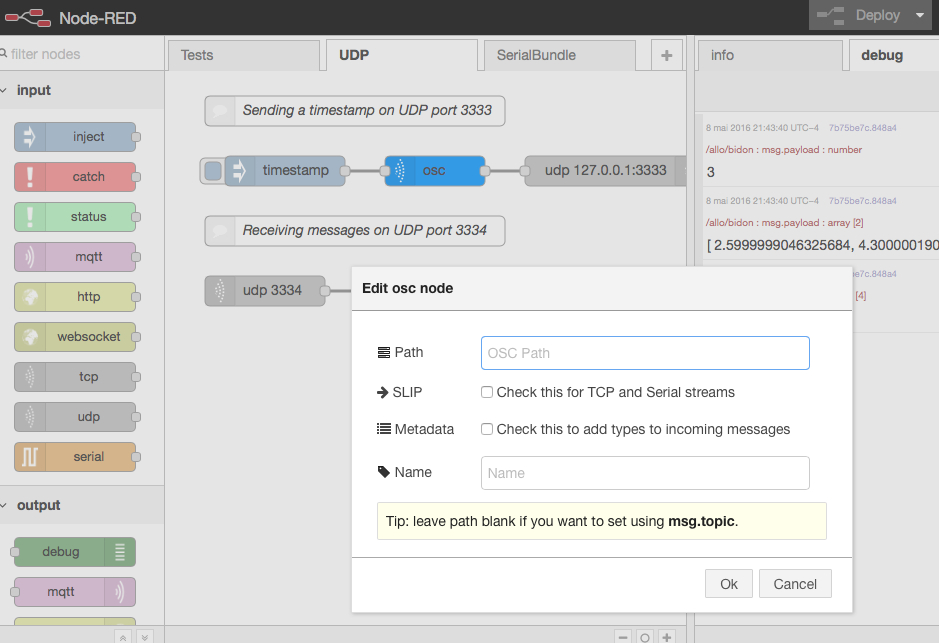 Node-RED
Deploy
filter nodes
Tests
UDP
SerialBundle
info
debug
input
inject
catch
status
mqtt
http
websocket
tcp
udp
serial
output
debug
mqtt
Sending a timestamp on UDP port 3333
timestamp
osc
udp 127.0.0.1:3333
Receiving messages on UDP port 3334
udp 3334
8 mai 2016 21:43:40 UTC-4 7b75be7c.848a4
/allo/bidon : msg.payload : number
3
8 mai 2016 21:43:40 UTC-4 7b75be7c.848a4
/allo/bidon : msg.payload : array [2]
[ 2.5999999046325684, 4.300000190
e7c.848a4
[4]
Edit osc node
Path
OSC Path
SLIP
Check this for TCP and Serial streams
Metadata
Check this to add types to incoming messages
Name
Name
Tip: leave path blank if you want to set using msg.topic.
Ok
Cancel